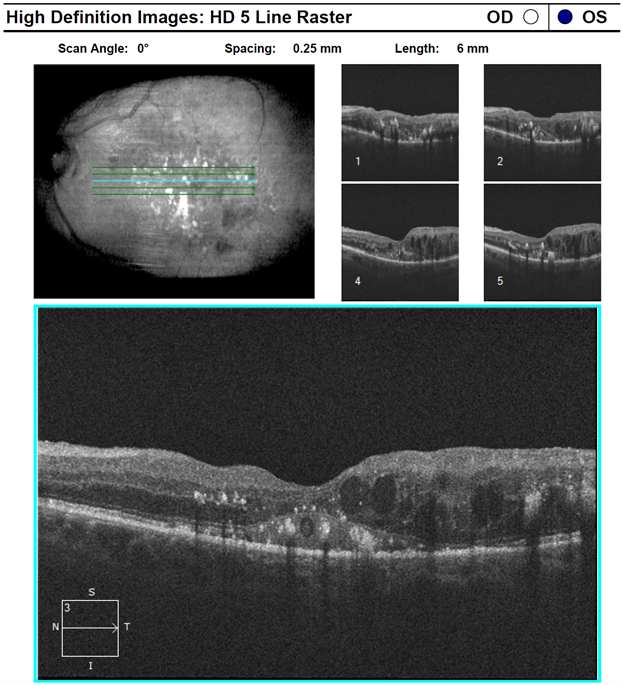 High Definition Images: HD 5 Line Raster OD OS
Scan Angle: 0° Spacing: 0.25 mm Length: 6 mm
1 2
4 5
S
3
N T
I